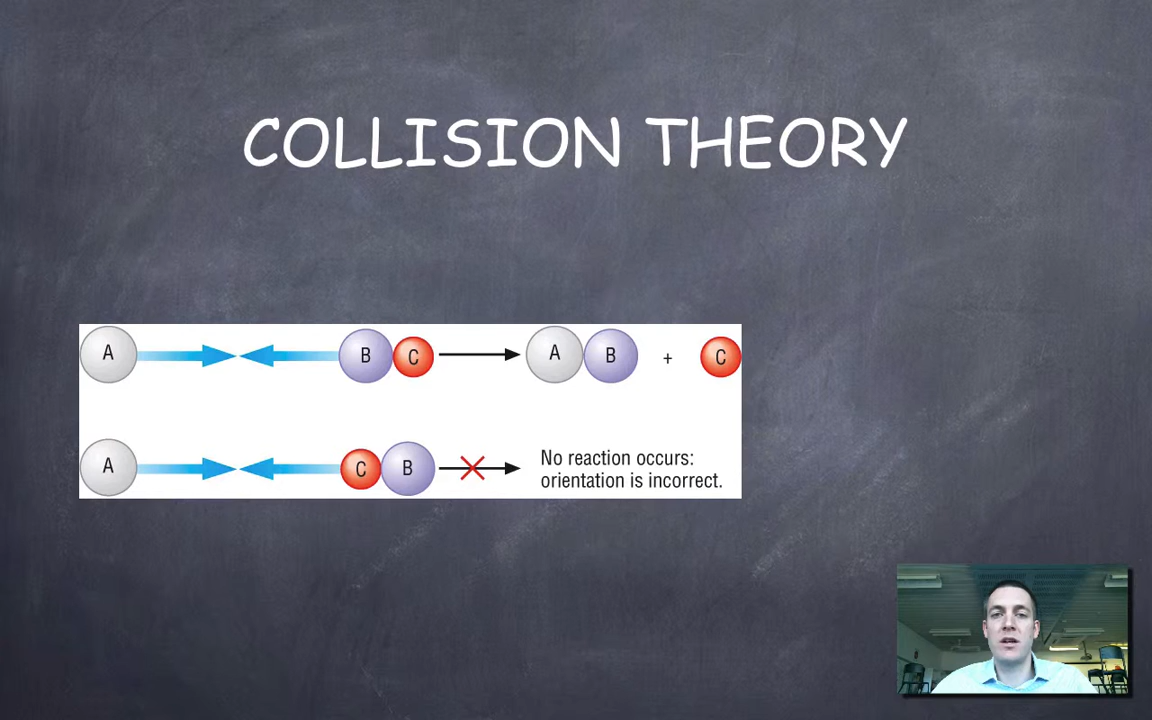 COLLISION THEORY
A B C A B + C
A C B No reaction occurs:
orientation is incorrect.